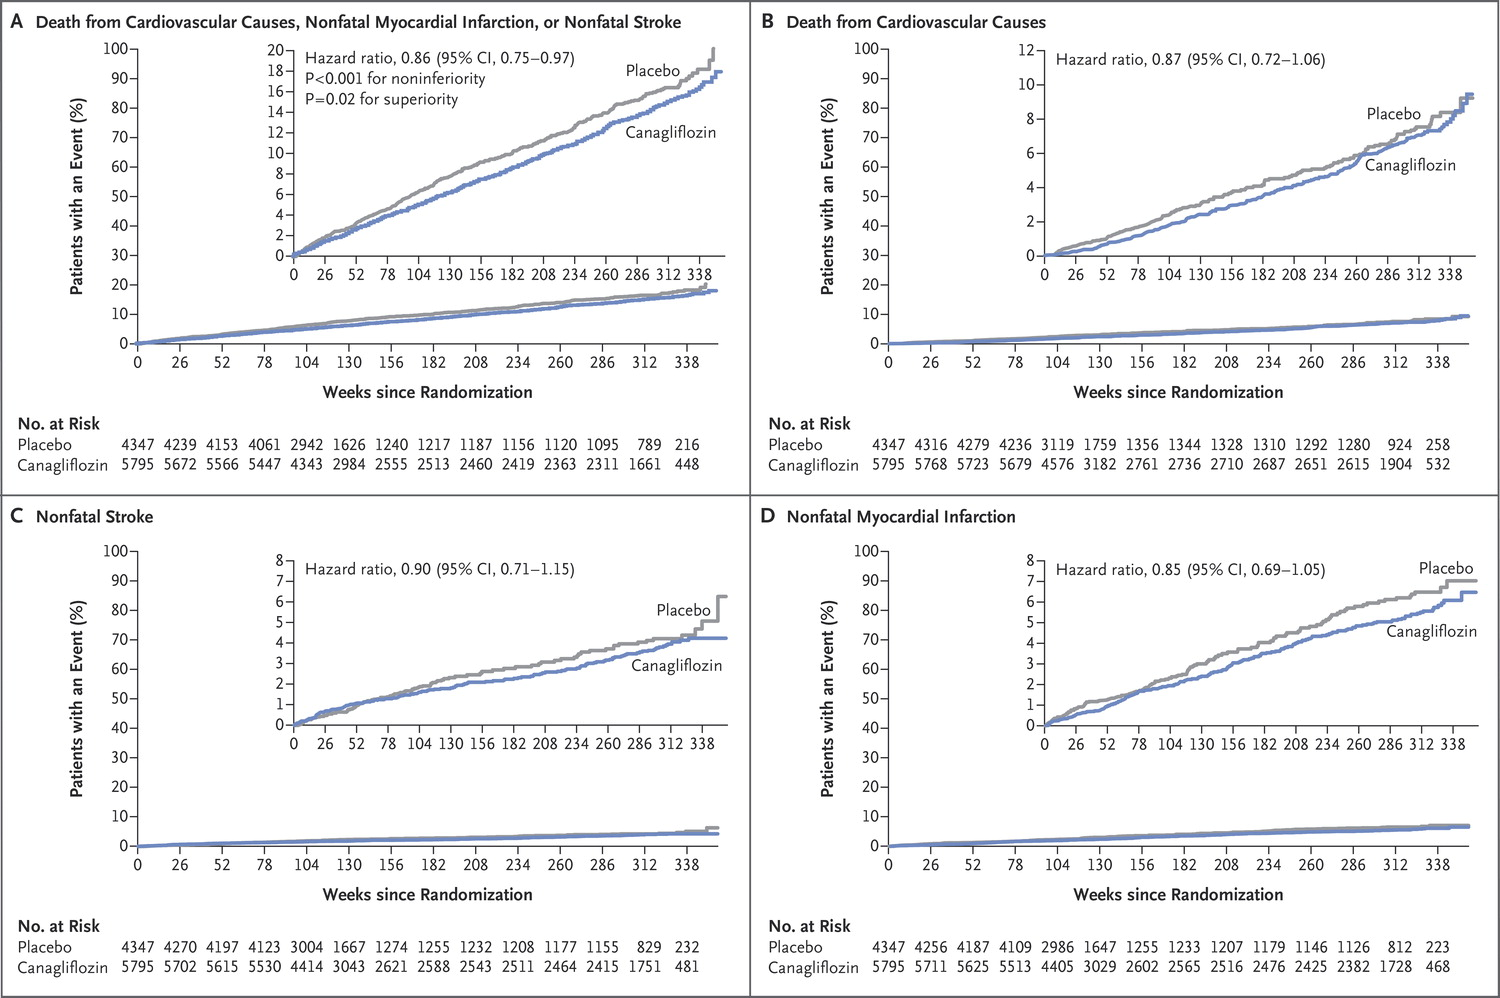 A Death from Cardiovascular Causes, Nonfatal Myocardial Infarction, or Nonfatal Stroke
Patients with an Event (%)
100
90
80
70
60
50
40
30
20
10
0
20
18
16
14
12
10
8
6
4
2
0
Hazard ratio, 0.86 (95% CI, 0.75–0.97)
P<0.001 for noninferiority
P=0.02 for superiority
Placebo
Canagliflozin
0 26 52 78 104 130 156 182 208 234 260 286 312 338
0 26 52 78 104 130 156 182 208 234 260 286 312 338
Weeks since Randomization
No. at Risk
Placebo 4347 4239 4153 4061 2942 1626 1240 1217 1187 1156 1120 1095 789 216
Canagliflozin 5795 5672 5566 5447 4343 2984 2555 2513 2460 2419 2363 2311 1661 448
B Death from Cardiovascular Causes
Patients with an Event (%)
100
90
80
70
60
50
40
30
20
10
0
12
10
8
6
4
2
0
Hazard ratio, 0.87 (95% CI, 0.72–1.06)
Placebo
Canagliflozin
0 26 52 78 104 130 156 182 208 234 260 286 312 338
0 26 52 78 104 130 156 182 208 234 260 286 312 338
Weeks since Randomization
No. at Risk
Placebo 4347 4316 4279 4236 3119 1759 1356 1344 1328 1310 1292 1280 924 258
Canagliflozin 5795 5768 5723 5679 4576 3182 2761 2736 2710 2687 2651 2615 1904 532
C Nonfatal Stroke
Patients with an Event (%)
100
90
80
70
60
50
40
30
20
10
0
8
7
6
5
4
3
2
1
0
Hazard ratio, 0.90 (95% CI, 0.71–1.15)
Placebo
Canagliflozin
0 26 52 78 104 130 156 182 208 234 260 286 312 338
0 26 52 78 104 130 156 182 208 234 260 286 312 338
Weeks since Randomization
No. at Risk
Placebo 4347 4270 4197 4123 3004 1667 1274 1255 1232 1208 1177 1155 829 232
Canagliflozin 5795 5702 5615 5530 4414 3043 2621 2588 2543 2511 2464 2415 1751 481
D Nonfatal Myocardial Infarction
Patients with an Event (%)
100
90
80
70
60
50
40
30
20
10
0
8
7
6
5
4
3
2
1
0
Hazard ratio, 0.85 (95% CI, 0.69–1.05)
Placebo
Canagliflozin
0 26 52 78 104 130 156 182 208 234 260 286 312 338
0 26 52 78 104 130 156 182 208 234 260 286 312 338
Weeks since Randomization
No. at Risk
Placebo 4347 4256 4187 4109 2986 1647 1255 1233 1207 1179 1146 1126 812 223
Canagliflozin 5795 5711 5625 5513 4405 3029 2602 2565 2516 2476 2425 2382 1728 468